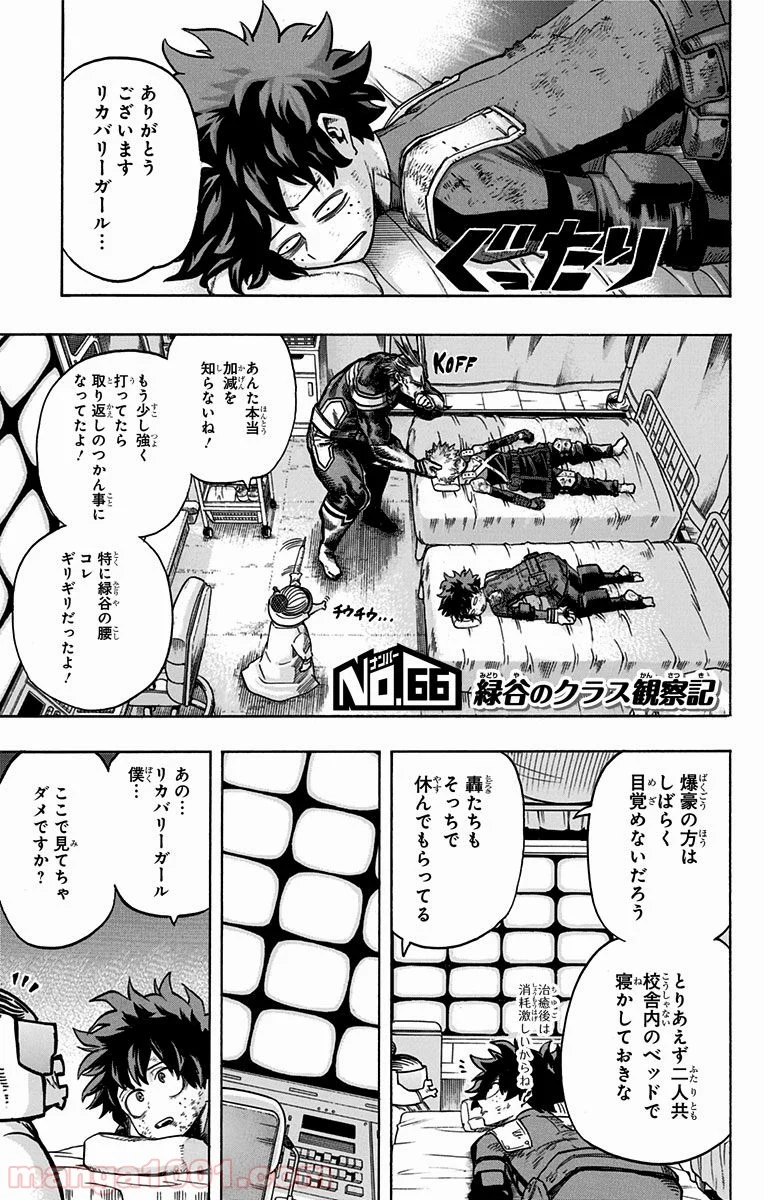 ありがとう
ございます
リカバリーガール…
ぐったり
KOFF
あんた本当
加減を
知らないね！
もう少し強く
打ってたら
取り返しのつかん事に
なってたよ！
特に緑谷の腰
コレ
ギリギリだったよ！
チウチウ…
ナンバー
No.66
緑谷のクラス観察記
爆豪の方は
しばらく
目覚めないだろう
とりあえず二人共
校舎内のベッドで
寝かしておきな
轟たちも
そっちで
休んでもらってる
治癒後は
消耗激しいからね
あの…
リカバリーガール
僕…
ここで見てちゃ
ダメですか？
manga1001.com